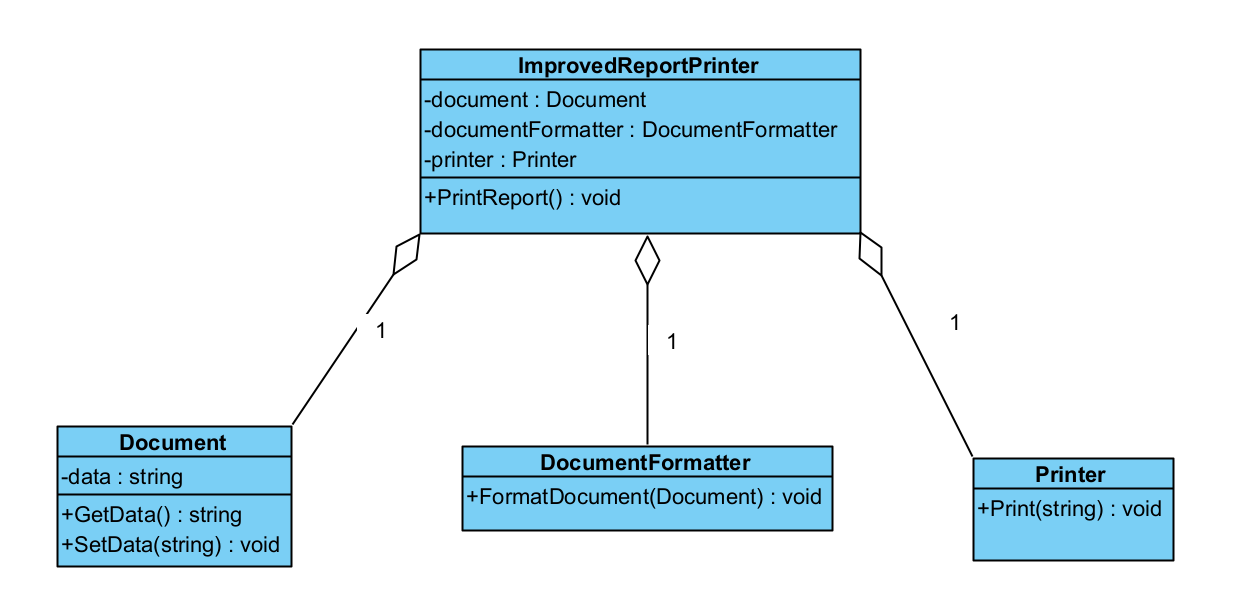 ImprovedReportPrinter
-document : Document
-documentFormatter : DocumentFormatter
-printer : Printer
+PrintReport() : void
1
1
1
Document
-data : string
+GetData() : string
+SetData(string) : void
DocumentFormatter
+FormatDocument(Document) : void
Printer
+Print(string) : void